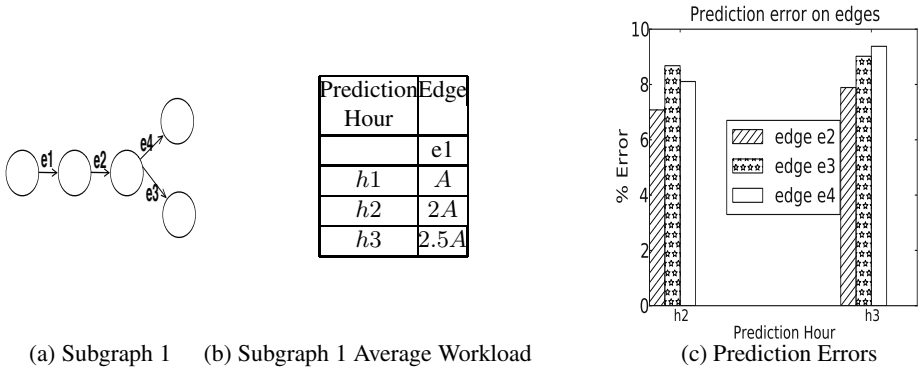 e1
e2
e4
e3
Prediction Edge
Hour
e1
h1 A
h2 2A
h3 2.5A
Prediction error on edges
% Error
10
8
6
4
2
0
edge e2
edge e3
edge e4
h2 h3
Prediction Hour
(a) Subgraph 1 (b) Subgraph 1 Average Workload (c) Prediction Errors